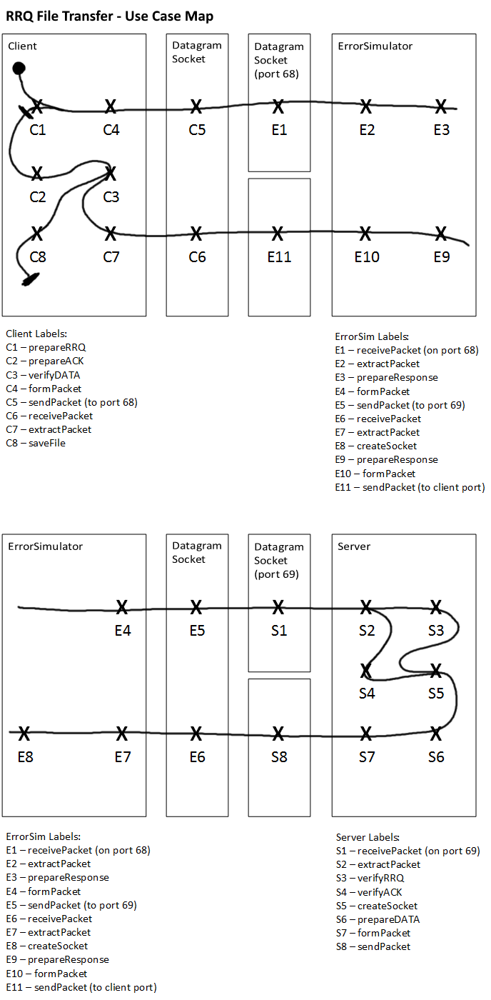 RRQ File Transfer - Use Case Map
Client
Datagram
Socket
Datagram
Socket
(port 68)
ErrorSimulator
C1
C4
C5
E1
E2
E3
C2
C3
C8
C7
C6
E11
E10
E9
Client Labels:
C1 – prepareRRQ
C2 – prepareACK
C3 – verifyDATA
C4 – formPacket
C5 – sendPacket (to port 68)
C6 – receivePacket
C7 – extractPacket
C8 – saveFile
ErrorSim Labels:
E1 – receivePacket (on port 68)
E2 – extractPacket
E3 – prepareResponse
E4 – formPacket
E5 – sendPacket (to port 69)
E6 – receivePacket
E7 – extractPacket
E8 – createSocket
E9 – prepareResponse
E10 – formPacket
E11 – sendPacket (to client port)
ErrorSimulator
Datagram
Socket
Datagram
Socket
(port 69)
Server
E4
E5
S1
S2
S3
S4
S5
E8
E7
E6
S8
S7
S6
ErrorSim Labels:
E1 – receivePacket (on port 68)
E2 – extractPacket
E3 – prepareResponse
E4 – formPacket
E5 – sendPacket (to port 69)
E6 – receivePacket
E7 – extractPacket
E8 – createSocket
E9 – prepareResponse
E10 – formPacket
E11 – sendPacket (to client port)
Server Labels:
S1 – receivePacket (on port 69)
S2 – extractPacket
S3 – verifyRRQ
S4 – verifyACK
S5 – createSocket
S6 – prepareDATA
S7 – formPacket
S8 – sendPacket